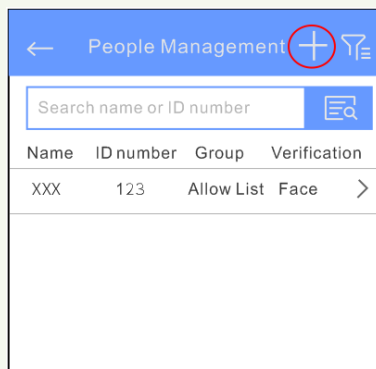 People Management
Search name or ID number
Name ID number Group Verification
XXX 123 Allow List Face